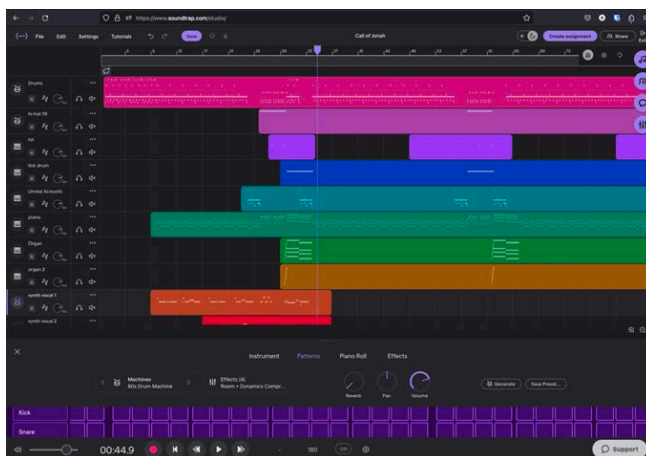 https://www.soundtrap.com/studio/
File Edit Settings Tutorials Save Call of Jonah Create assignment Share
Drums
hi-hat fill
hit
link drum
Unreal Acoustic
piano
Organ
organ 2
synth vocal 1
synth vocal 2
Instrument Patterns Piano Roll Effects
Machines
80s Drum Machine
Effects (4)
Room + Dynamics Compr...
Reverb Pan Volume
Generate Save Preset...
Kick
Snare
00:44.9 160 Off
Support